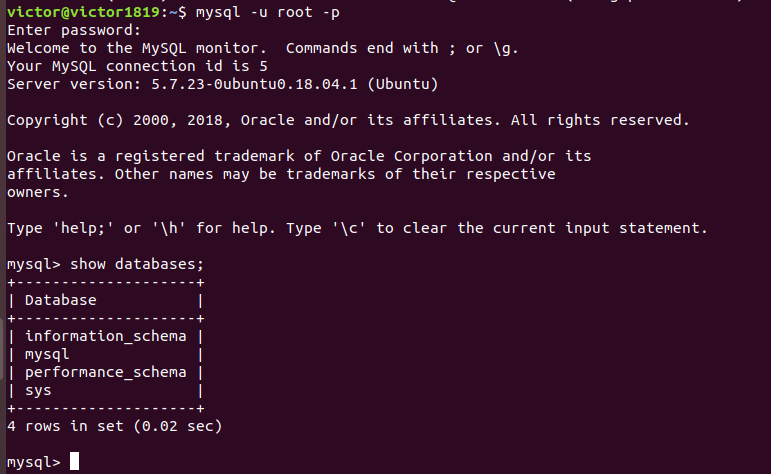 victor@victor1819:~$ mysql -u root -p
Enter password:
Welcome to the MySQL monitor.  Commands end with ; or \g.
Your MySQL connection id is 5
Server version: 5.7.23-0ubuntu0.18.04.1 (Ubuntu)

Copyright (c) 2000, 2018, Oracle and/or its affiliates. All rights reserved.

Oracle is a registered trademark of Oracle Corporation and/or its
affiliates. Other names may be trademarks of their respective
owners.

Type 'help;' or '\h' for help. Type '\c' to clear the current input statement.

mysql> show databases;
+--------------------+
| Database           |
+--------------------+
| information_schema |
| mysql              |
| performance_schema |
| sys                |
+--------------------+
4 rows in set (0.02 sec)

mysql>